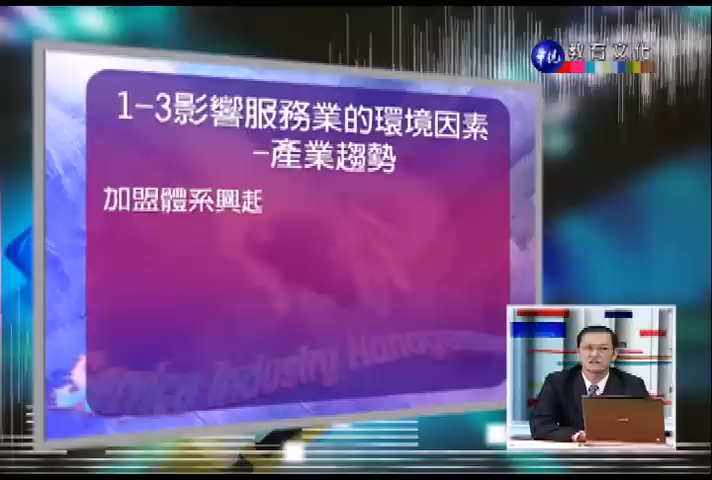 華視 教育文化
1-3影響服務業的環境因素
-產業趨勢
加盟體系興起
Service Industry Manage